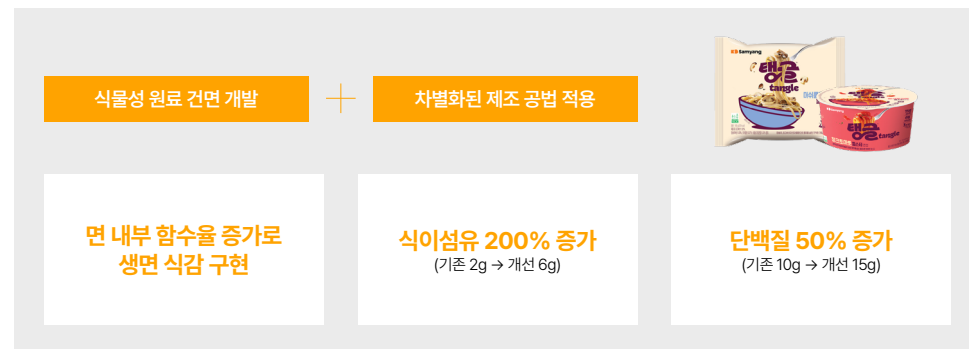 식물성 원료 건면 개발
차별화된 제조 공법 적용
Samyang
탱글
tangle
Samyang
탱글
tangle
면 내부 함수율 증가로
생면 식감 구현
식이섬유 200% 증가
(기존 2g → 개선 6g)
단백질 50% 증가
(기존 10g → 개선 15g)